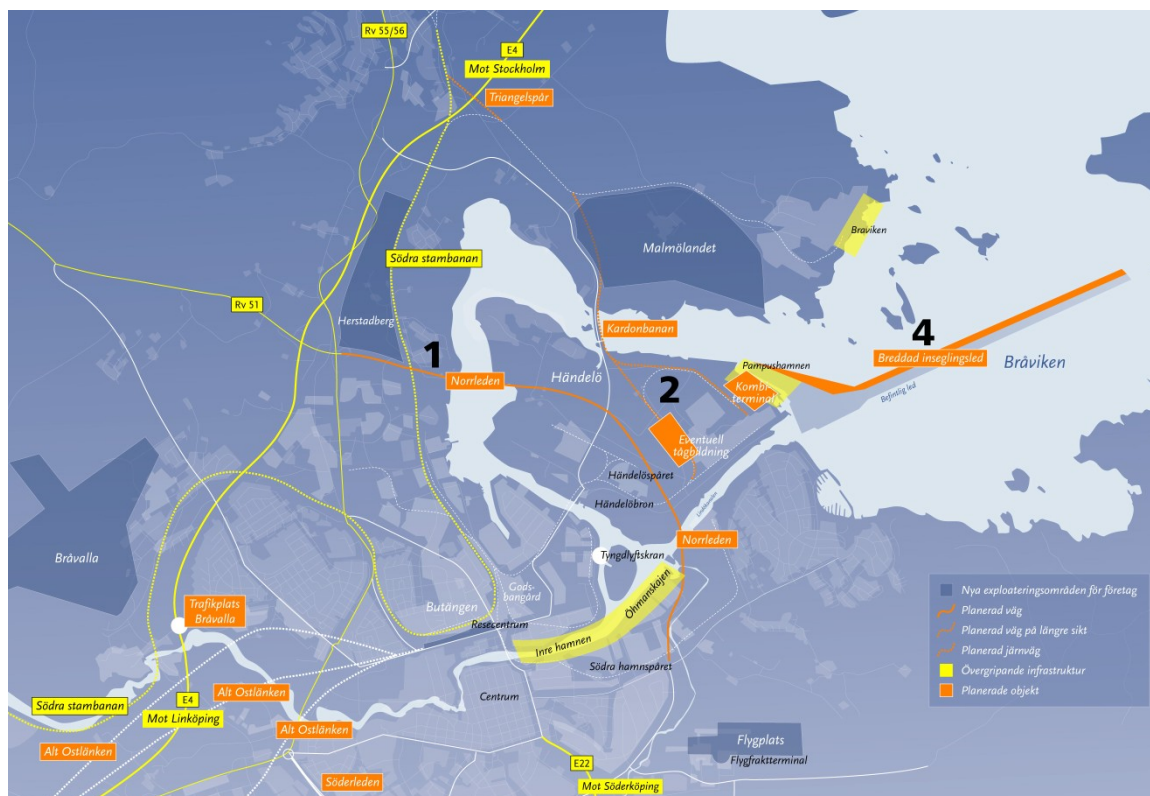 Rv 55/56
E4
Mot Stockholm
Triangelspår
Malmölandet
Braviken
Södra stambanan
Rv 51
Herstadberg
Kardonbanan
1
Norrleden
Händelö
4
Breddad inseglingsled
Bråviken
Pampushamnen
Kombi-
terminal
Befintlig led
2
Eventuell
tågbildning
Händelöspåret
Händelöbron
Lindökanalen
Norrleden
Tyngdlyftskran
Bråvalla
Gods-
bangård
Butängen
Öhmanskajen
Trafikplats
Bråvalla
Resecentrum
Inre hamnen
Södra hamnspåret
Nya exploateringsområden för företag
Planerad väg
Planerad väg på längre sikt
Planerad järnväg
Övergripande infrastruktur
Planerade objekt
Södra stambanan
E4
Mot Linköping
Alt Ostlänken
Alt Ostlänken
Alt Ostlänken
Centrum
Söderleden
E22
Mot Söderköping
Flygplats
Flygfraktterminal